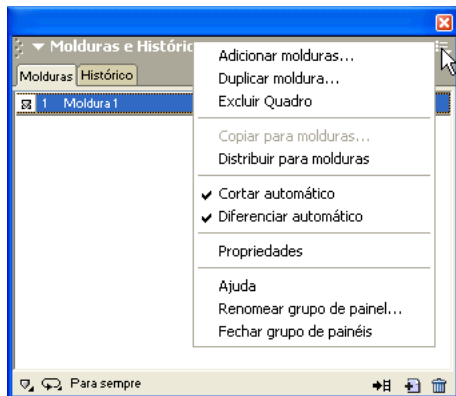 Molduras e Históric
Molduras Histórico
1 Moldura 1
Adicionar molduras...
Duplicar moldura...
Excluir Quadro
Copiar para molduras...
Distribuir para molduras
Cortar automático
Diferenciar automático
Propriedades
Ajuda
Renomear grupo de painel...
Fechar grupo de painéis
Para sempre